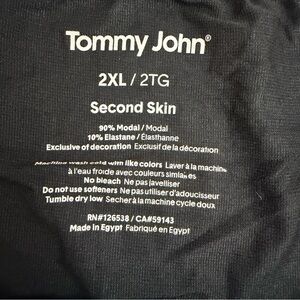 Tommy John®
2XL / 2TG
Second Skin
90% Modal / Modal
10% Elastane / Élasthanne
Exclusive of decoration Exclusif de la décoration
Machine wash cold with like colors Laver à la machine
à l'eau froide avec couleurs similaires
No bleach Ne pas javelliser
Do not use softeners Ne pas utiliser d'adoucisseur
Tumble dry low Secher à la machine cycle doux
RN#126538 / CA#59143
Made in Egypt Fabriqué en Egypt